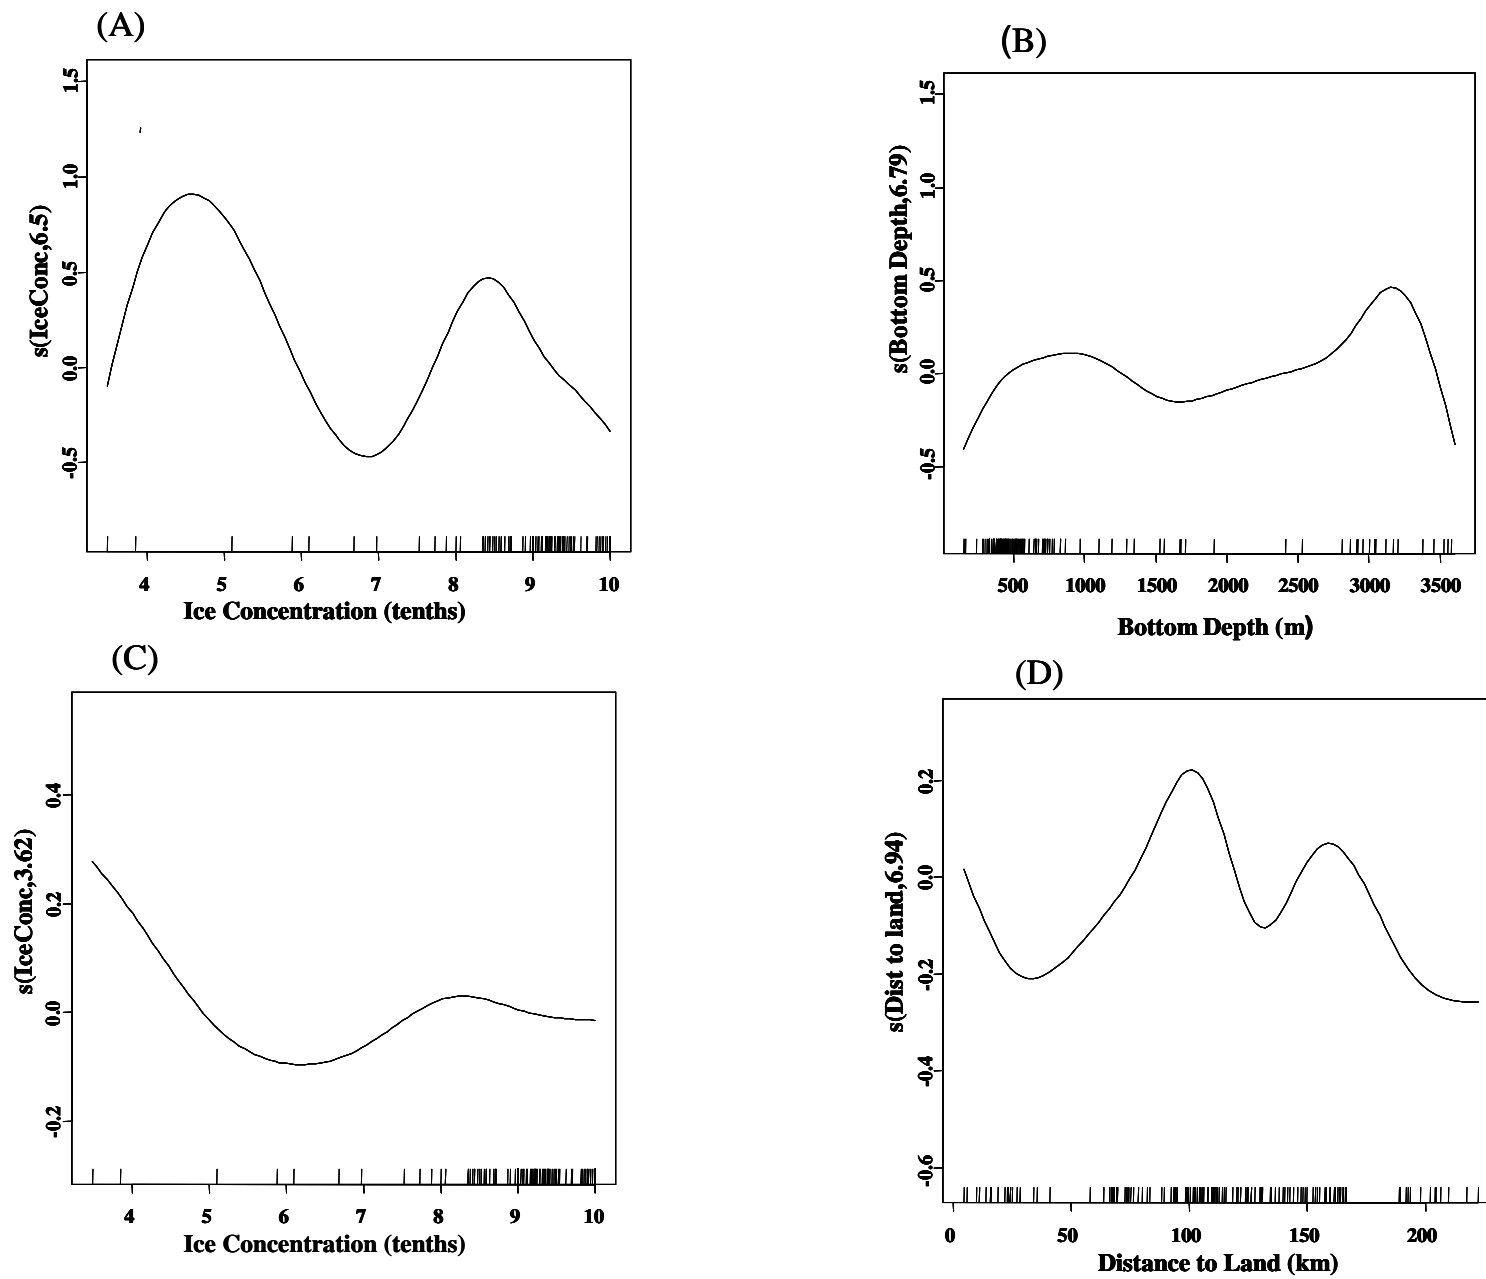 (A)
1.5
1.0
0.5
0.0
-0.5
s(IceConc,6.5)
4 5 6 7 8 9 10
Ice Concentration (tenths)
(B)
1.5
1.0
0.5
0.0
-0.5
s(Bottom Depth,6.79)
500 1000 1500 2000 2500 3000 3500
Bottom Depth (m)
(C)
0.4
0.2
0.0
-0.2
s(IceConc,3.62)
4 5 6 7 8 9 10
Ice Concentration (tenths)
(D)
0.2
0.0
-0.2
-0.4
-0.6
s(Dist to land,6.94)
0 50 100 150 200
Distance to Land (km)